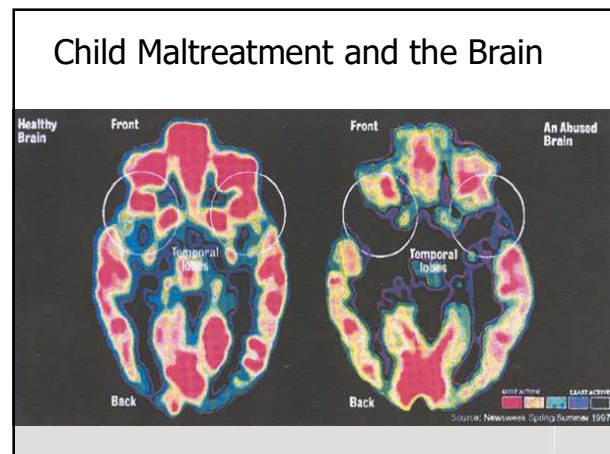 Child Maltreatment and the Brain
Healthy
Brain
Front
Temporal
lobes
Back
Front
An Abused
Brain
Temporal
lobes
Back
MOST ACTIVE
LEAST ACTIVE
Source: Newsweek Spring/Summer 1997